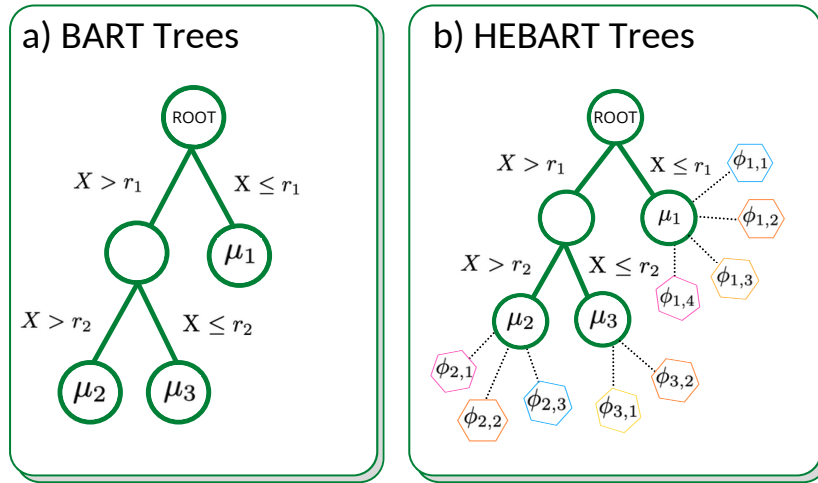 a) BART Trees
ROOT
X > r₁
X ≤ r₁
μ₁
X > r₂
X ≤ r₂
μ₂
μ₃
b) HEBART Trees
ROOT
X > r₁
X ≤ r₁
ϕ₁,₁
μ₁
ϕ₁,₂
X > r₂
X ≤ r₂
ϕ₁,₃
ϕ₁,₄
μ₂
μ₃
ϕ₂,₁
ϕ₃,₂
ϕ₂,₂
ϕ₂,₃
ϕ₃,₁